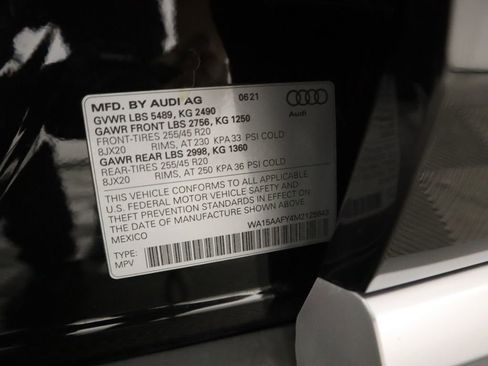 MFD. BY AUDI AG 06.21
GVWR LBS 5489, KG 2490
GAWR FRONT LBS 2756, KG 1250
FRONT-TIRES 255/45 R20
8JX20 RIMS, AT 230 KPA 33 PSI COLD
GAWR REAR LBS 2998, KG 1360
REAR-TIRES 255/45 R20
8JX20 RIMS, AT 250 KPA 36 PSI COLD
Audi
THIS VEHICLE CONFORMS TO ALL APPLICABLE
U.S. FEDERAL MOTOR VEHICLE SAFETY AND
THEFT PREVENTION STANDARDS IN EFFECT ON
THE DATE OF MANUFACTURE SHOWN ABOVE
MEXICO
WA15AAFY4M2125943
TYPE:
MPV